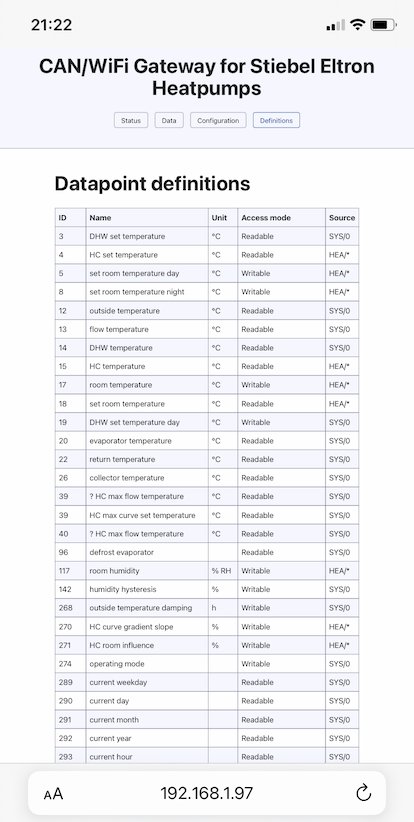 21:22
CAN/WiFi Gateway for Stiebel Eltron
Heatpumps
Status Data Configuration Definitions
Datapoint definitions
ID Name Unit Access mode Source
3 DHW set temperature °C Readable SYS/0
4 HC set temperature °C Readable HEA/*
5 set room temperature day °C Writable HEA/*
8 set room temperature night °C Writable HEA/*
12 outside temperature °C Readable SYS/0
13 flow temperature °C Readable SYS/0
14 DHW temperature °C Readable SYS/0
15 HC temperature °C Readable HEA/*
17 room temperature °C Writable HEA/*
18 set room temperature °C Readable HEA/*
19 DHW set temperature day °C Writable SYS/0
20 evaporator temperature °C Readable SYS/0
22 return temperature °C Readable SYS/0
26 collector temperature °C Readable SYS/0
39 ? HC max flow temperature °C Readable SYS/0
39 HC max curve set temperature °C Readable SYS/0
40 ? HC max flow temperature °C Readable SYS/0
96 defrost evaporator Readable SYS/0
117 room humidity % RH Writable HEA/*
142 humidity hysteresis % Writable SYS/0
268 outside temperature damping h Writable SYS/0
270 HC curve gradient slope % Writable HEA/*
271 HC room influence % Writable HEA/*
274 operating mode Writable SYS/0
289 current weekday Readable SYS/0
290 current day Readable SYS/0
291 current month Readable SYS/0
292 current year Readable SYS/0
293 current hour Readable SYS/0
AA 192.168.1.97